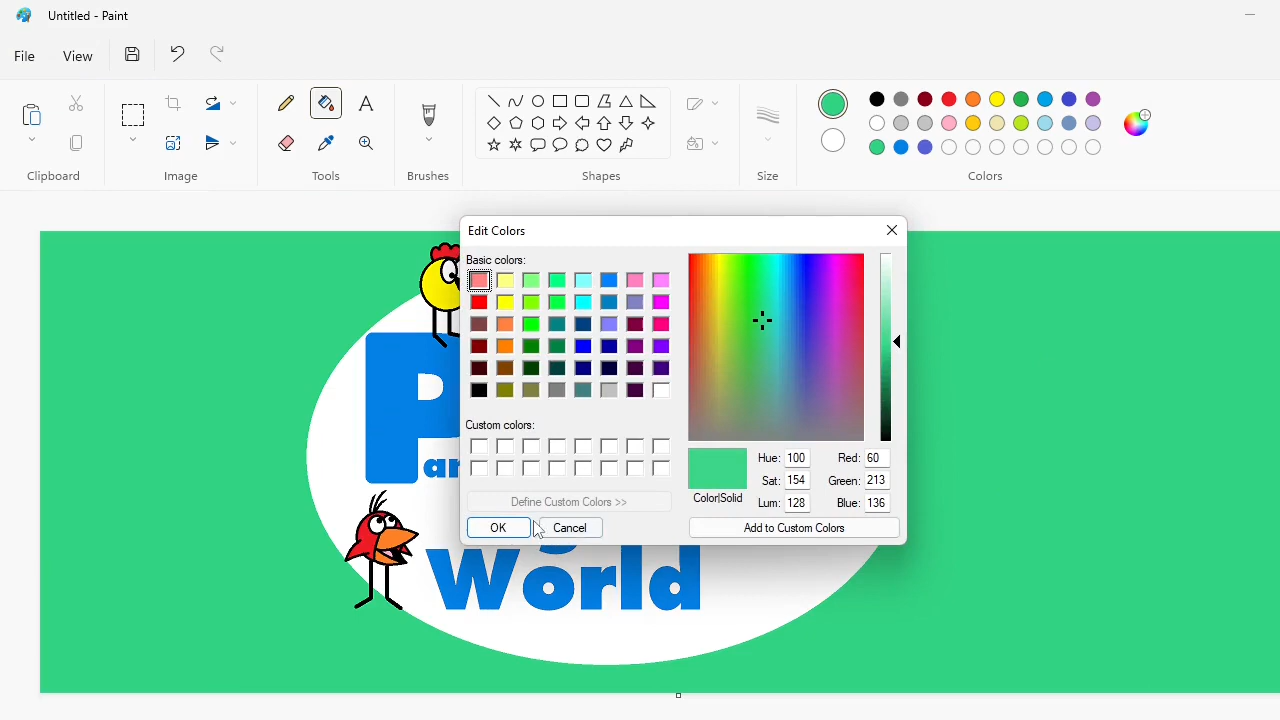 Untitled - Paint
File View
A
Clipboard Image Tools Brushes Shapes Size Colors
Edit Colors
Basic colors:
Custom colors:
Define Custom Colors >>
OK Cancel
Color|Solid
Hue: 100 Red: 60
Sat: 154 Green: 213
Lum: 128 Blue: 136
Add to Custom Colors
P
ar
World